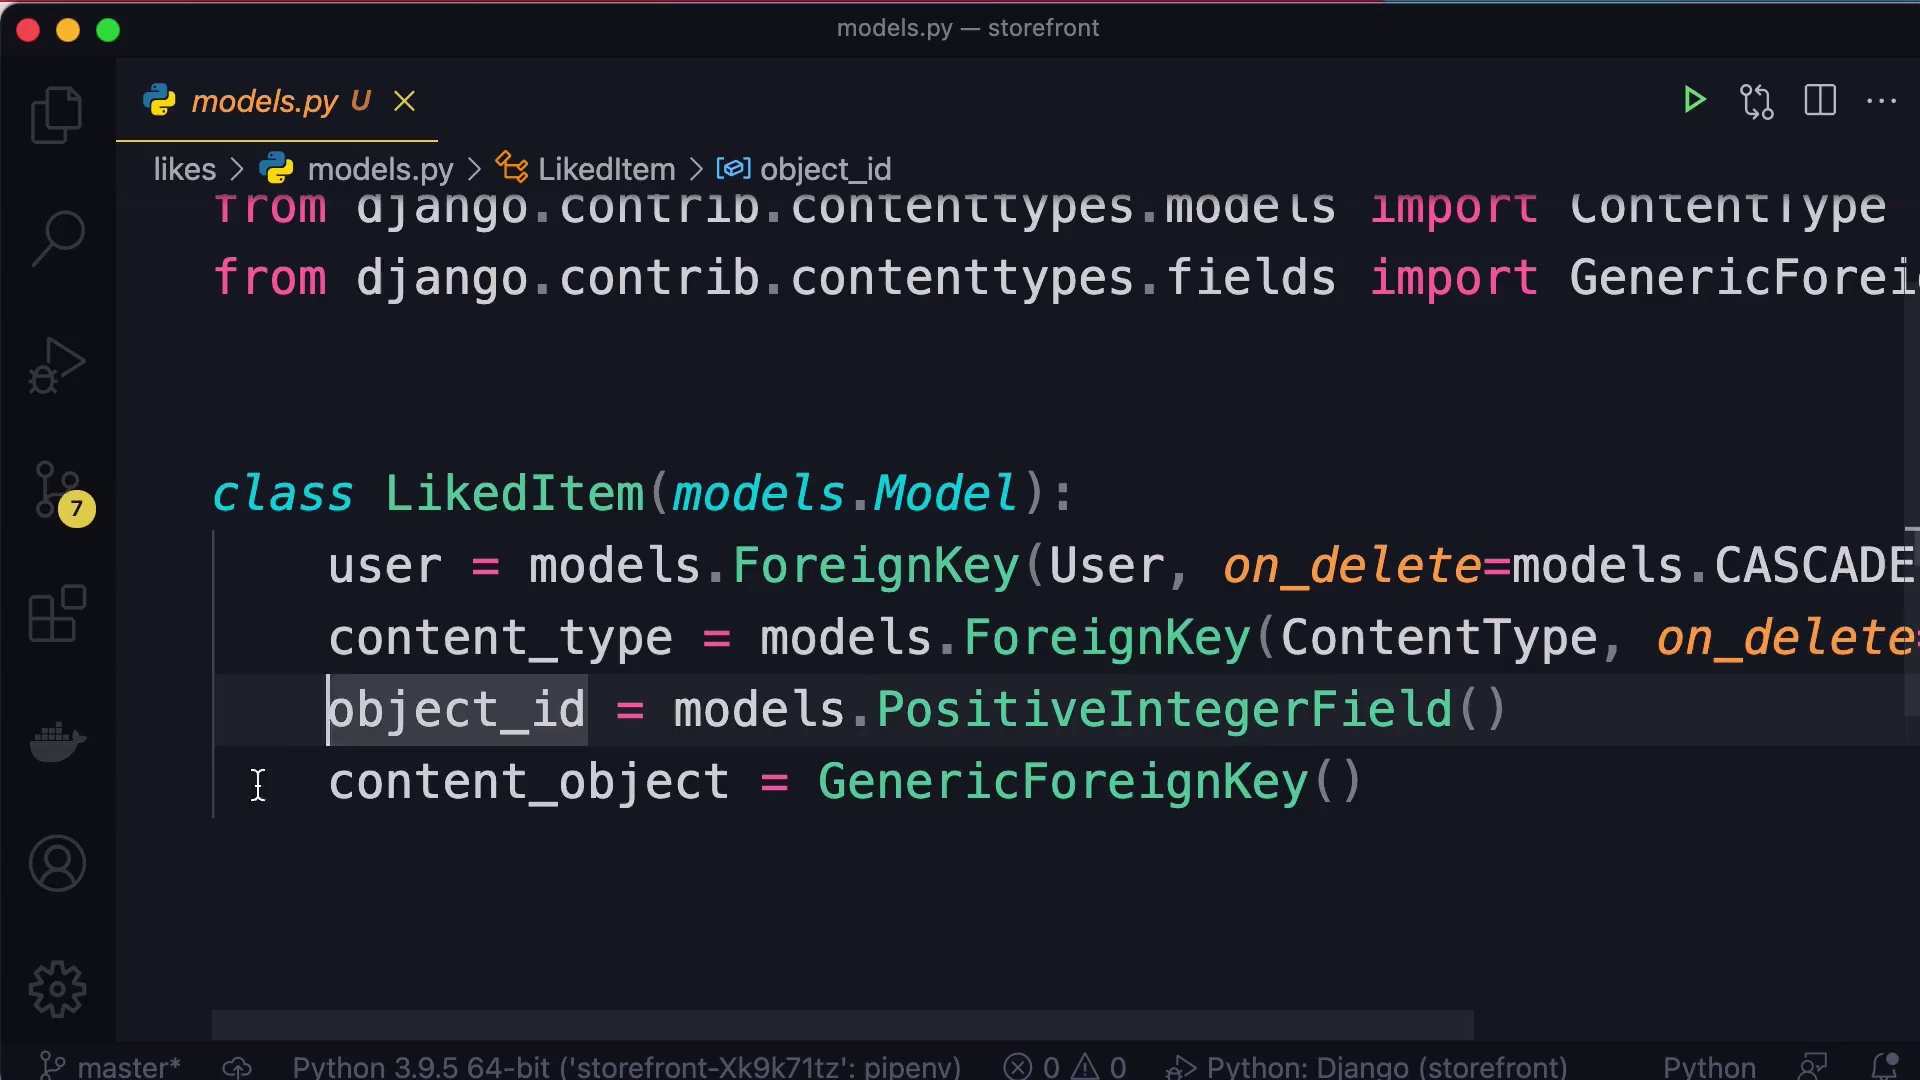 models.py — storefront
models.py U
likes > models.py > LikedItem > object_id
from django.contrib.contenttypes.models import ContentType
from django.contrib.contenttypes.fields import GenericForei
class LikedItem(models.Model):
user = models.ForeignKey(User, on_delete=models.CASCADE
content_type = models.ForeignKey(ContentType, on_delete=
object_id = models.PositiveIntegerField()
content_object = GenericForeignKey()
7
master* Python 3.9.5 64-bit ('storefront-Xk9k71tz': pipenv) 0 0 Python: Django (storefront) Python